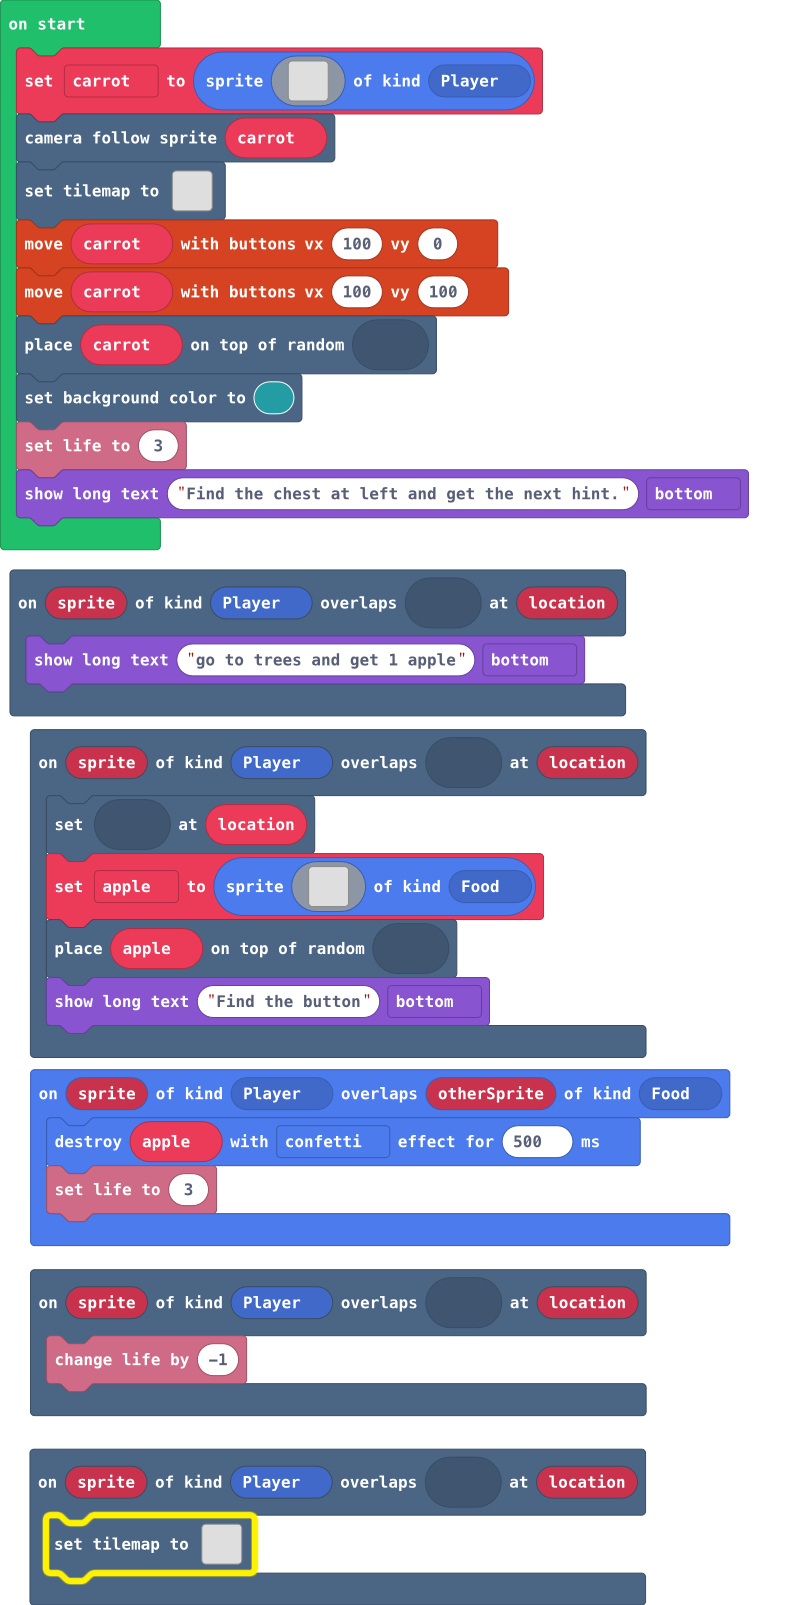 on start
set carrot to sprite of kind Player
camera follow sprite carrot
set tilemap to
move carrot with buttons vx 100 vy 0
move carrot with buttons vx 100 vy 100
place carrot on top of random
set background color to
set life to 3
show long text "Find the chest at left and get the next hint." bottom
on sprite of kind Player overlaps at location
show long text "go to trees and get 1 apple" bottom
on sprite of kind Player overlaps at location
set at location
set apple to sprite of kind Food
place apple on top of random
show long text "Find the button" bottom
on sprite of kind Player overlaps otherSprite of kind Food
destroy apple with confetti effect for 500 ms
set life to 3
on sprite of kind Player overlaps at location
change life by -1
on sprite of kind Player overlaps at location
set tilemap to